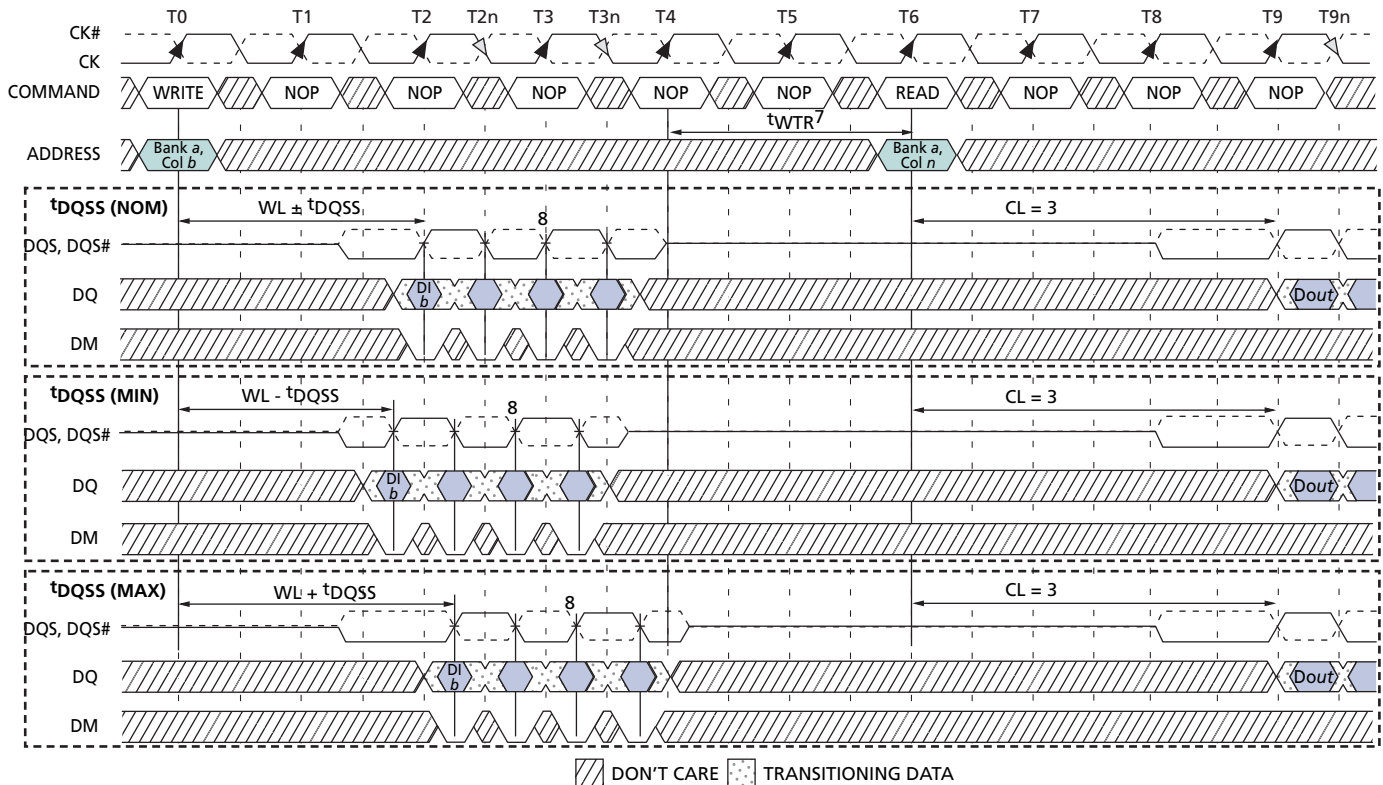 T0 T1 T2 T2n T3 T3n T4 T5 T6 T7 T8 T9 T9n
CK#
CK
COMMAND WRITE NOP NOP NOP NOP NOP READ NOP NOP NOP
tWTR7
ADDRESS Bank a, Col b Bank a, Col n
tDQSS (NOM) WL ± tDQSS CL = 3
8
DQS, DQS#
DQ DI b Dout
DM
tDQSS (MIN) WL - tDQSS CL = 3
8
DQS, DQS#
DQ DI b Dout
DM
tDQSS (MAX) WL + tDQSS CL = 3
8
DQS, DQS#
DQ DI b Dout
DM
DON'T CARE TRANSITIONING DATA